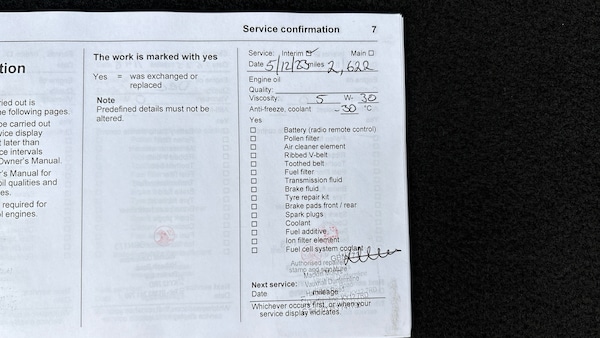 Service confirmation 7
tion
ried out is
e following pages.
be carried out
vice display
t later than
ce intervals
Owner's Manual.
r's Manual for
oil qualities and
es.
required for
l engines.
The work is marked with yes
Yes = was exchanged or
replaced
Note
Predefined details must not be
altered.
Service: Interim Main
Date 5/12/23 miles 2,622
Engine oil
Quality:
Viscosity 5 W- 30
Anti-freeze, coolant -30 °C
Yes
Battery (radio remote control)
Pollen filter
Air cleaner element
Ribbed V-belt
Toothed belt
Fuel filter
Transmission fluid
Brake fluid
Tyre repair kit
Brake pads front / rear
Spark plugs
Coolant
Fuel additive
Ion filter element
Fuel cell system coolant
Authorised repairer
stamp and signature
Next service:
Date mileage
Whichever occurs first, or when your
service display indicates.